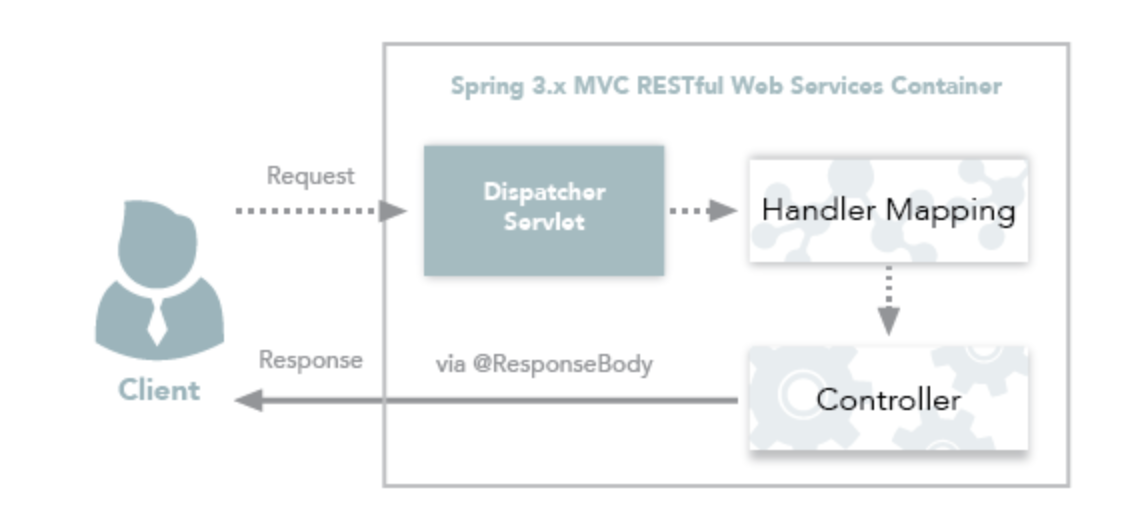 Spring 3.x MVC RESTful Web Services Container
Request
Dispatcher
Servlet
Handler Mapping
Response
via @ResponseBody
Client
Controller